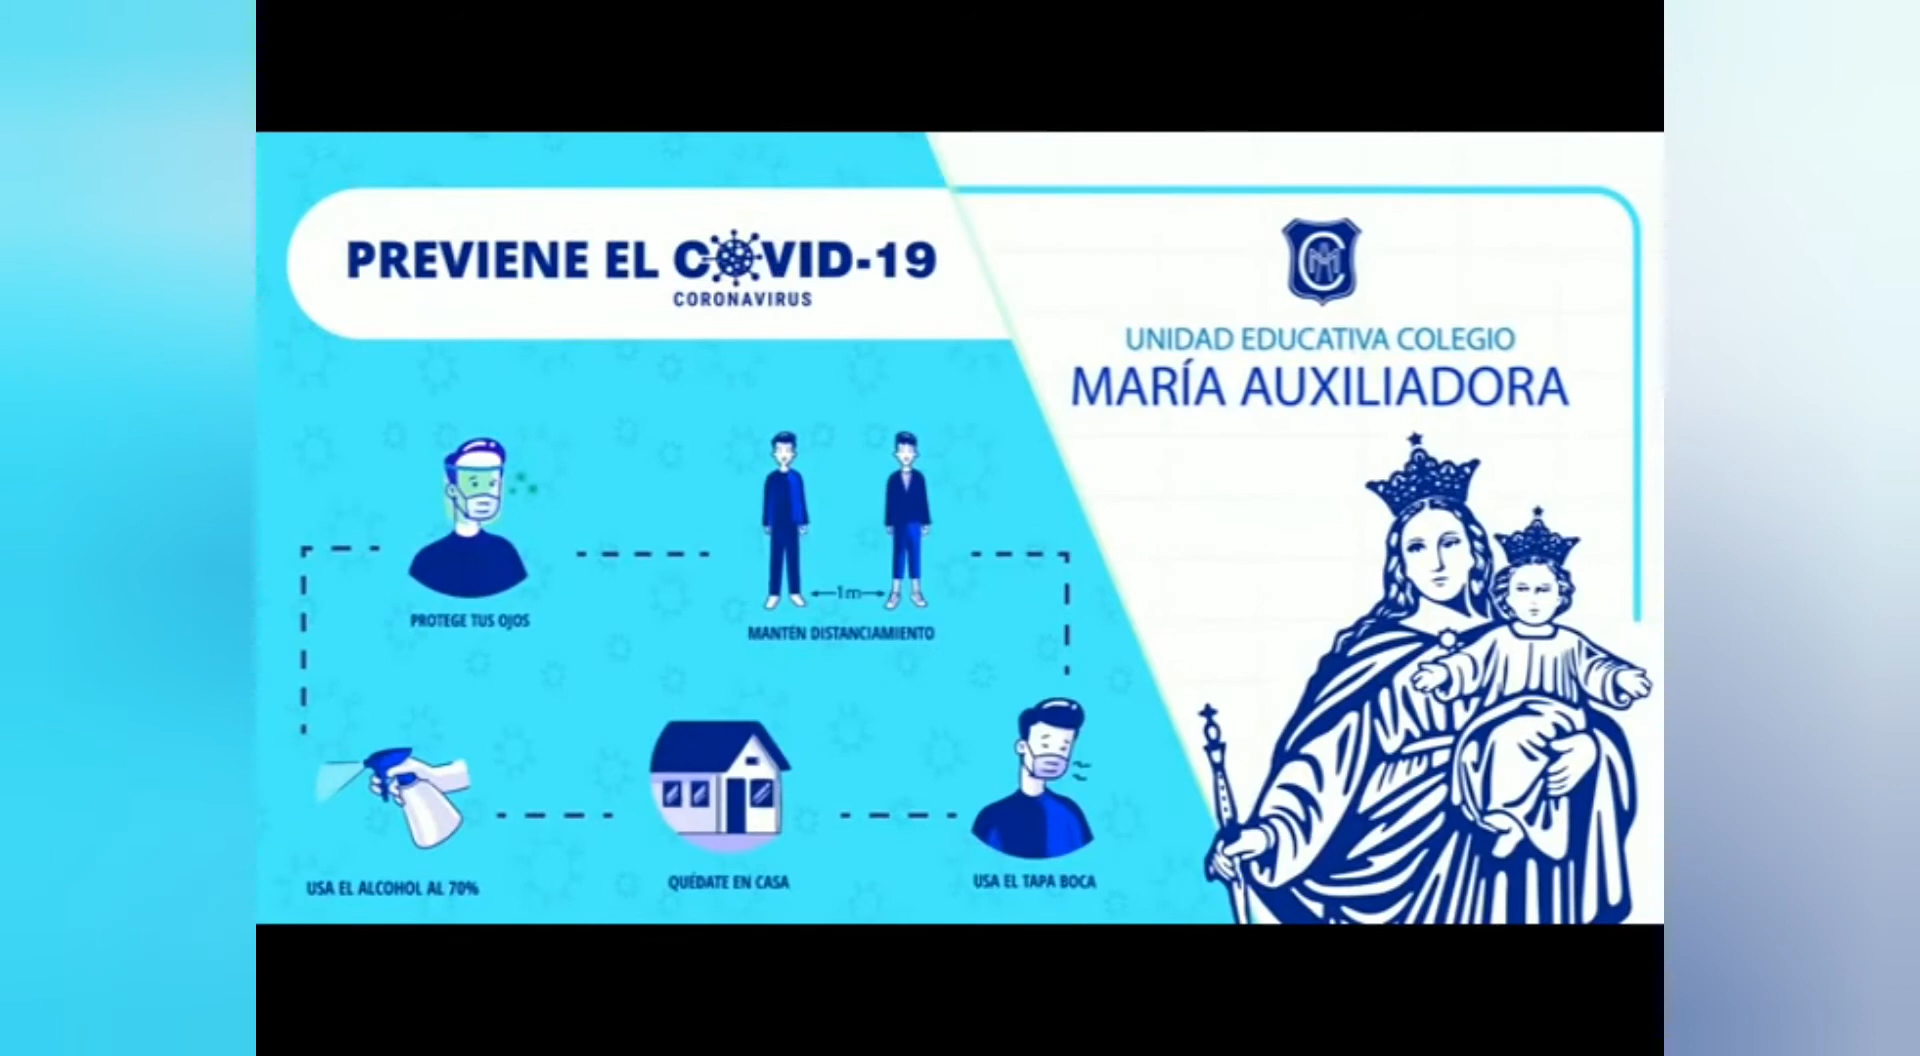 PREVIENE EL COVID-19
CORONAVIRUS
UNIDAD EDUCATIVA COLEGIO
MARÍA AUXILIADORA
PROTEGE TUS OJOS
1m
MANTÉN DISTANCIAMIENTO
USA EL ALCOHOL AL 70%
QUÉDATE EN CASA
USA EL TAPA BOCA